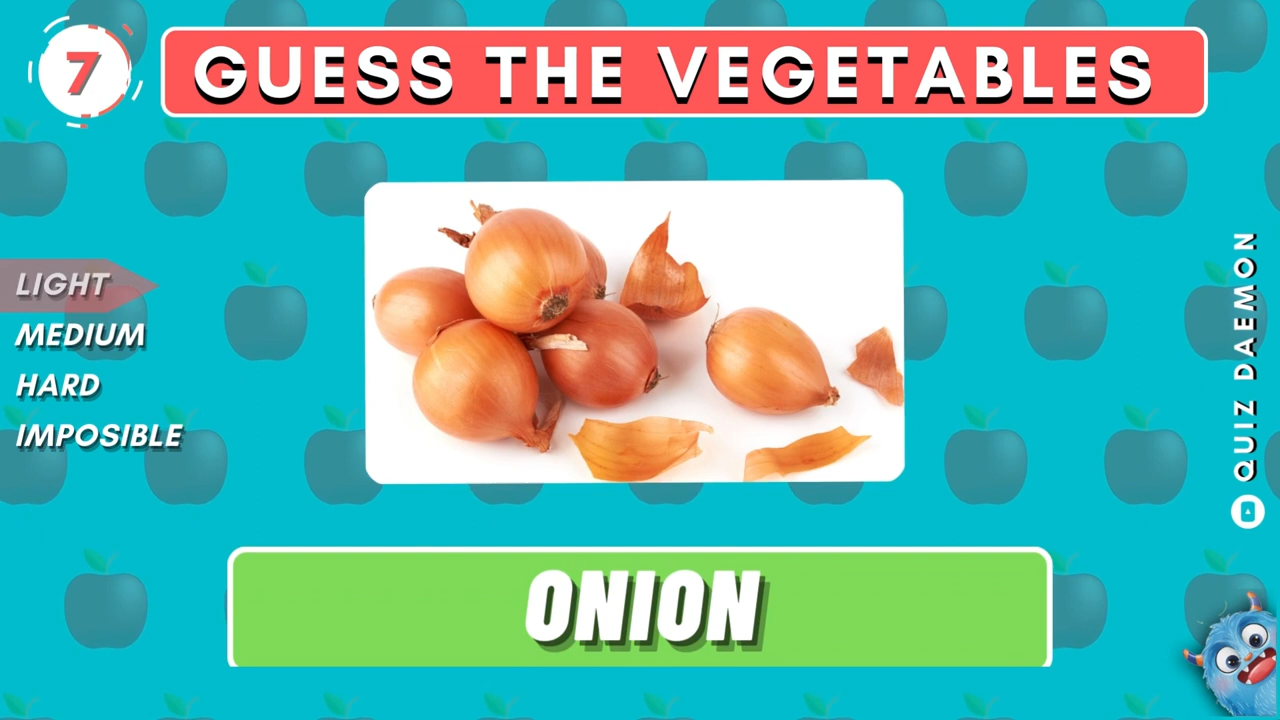 7
GUESS THE VEGETABLES
LIGHT
MEDIUM
HARD
IMPOSIBLE
QUIZ DAEMON
ONION